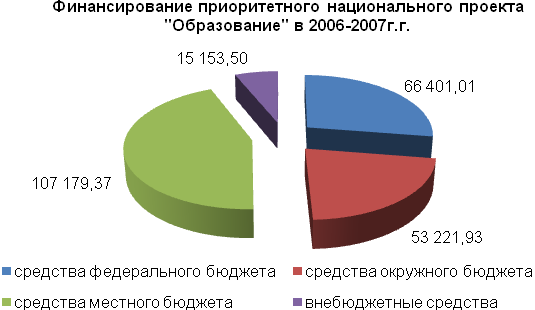 Финансирование приоритетного национального проекта
"Образование" в 2006-2007г.г.
15 153,50
66 401,01
107 179,37
53 221,93
средства федерального бюджета
средства окружного бюджета
средства местного бюджета
внебюджетные средства